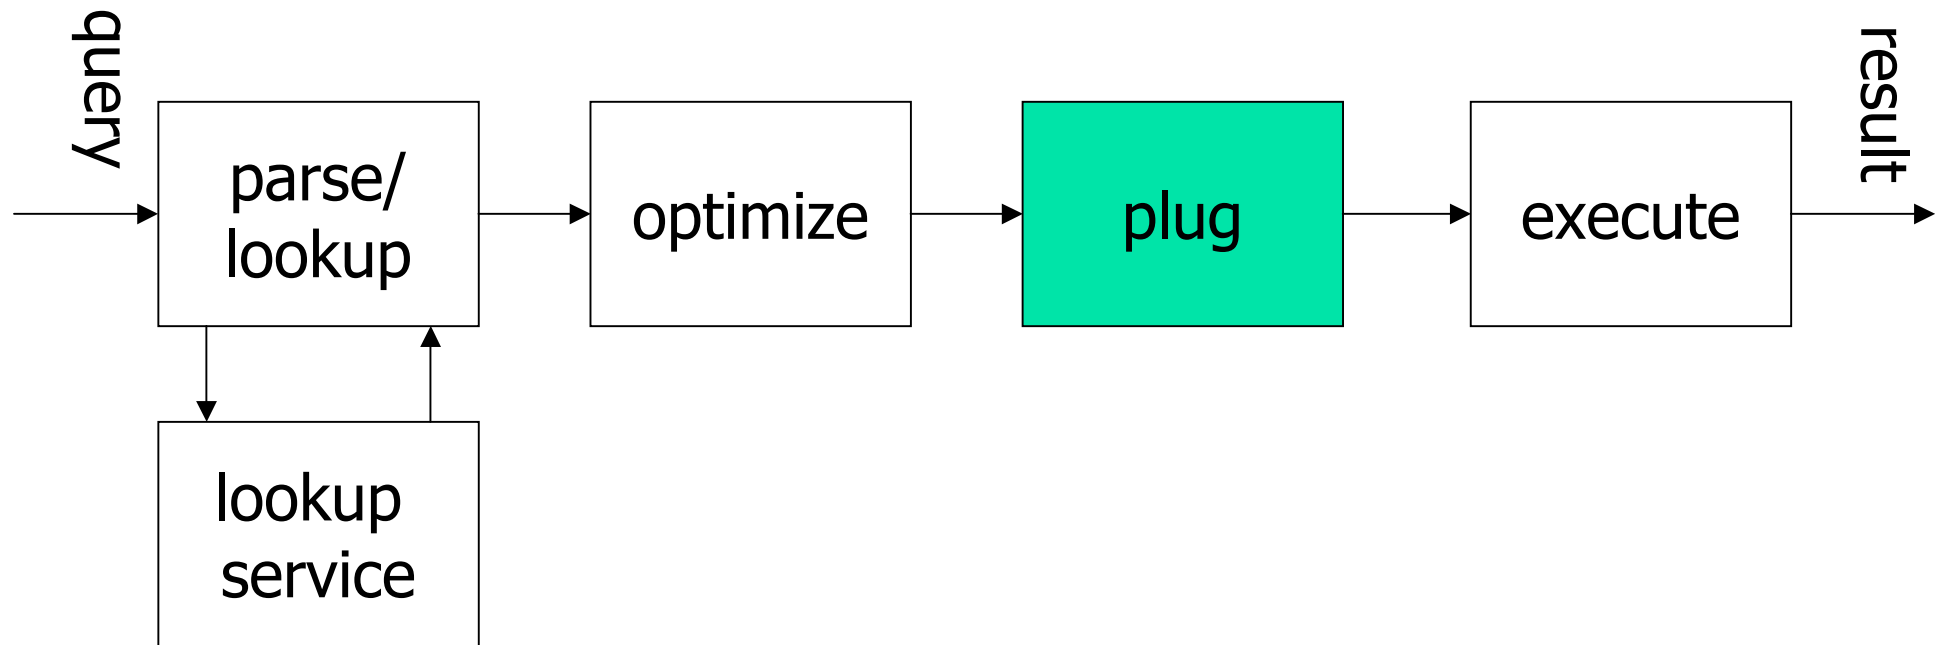 query
parse/
lookup
optimize
plug
execute
result
lookup
service